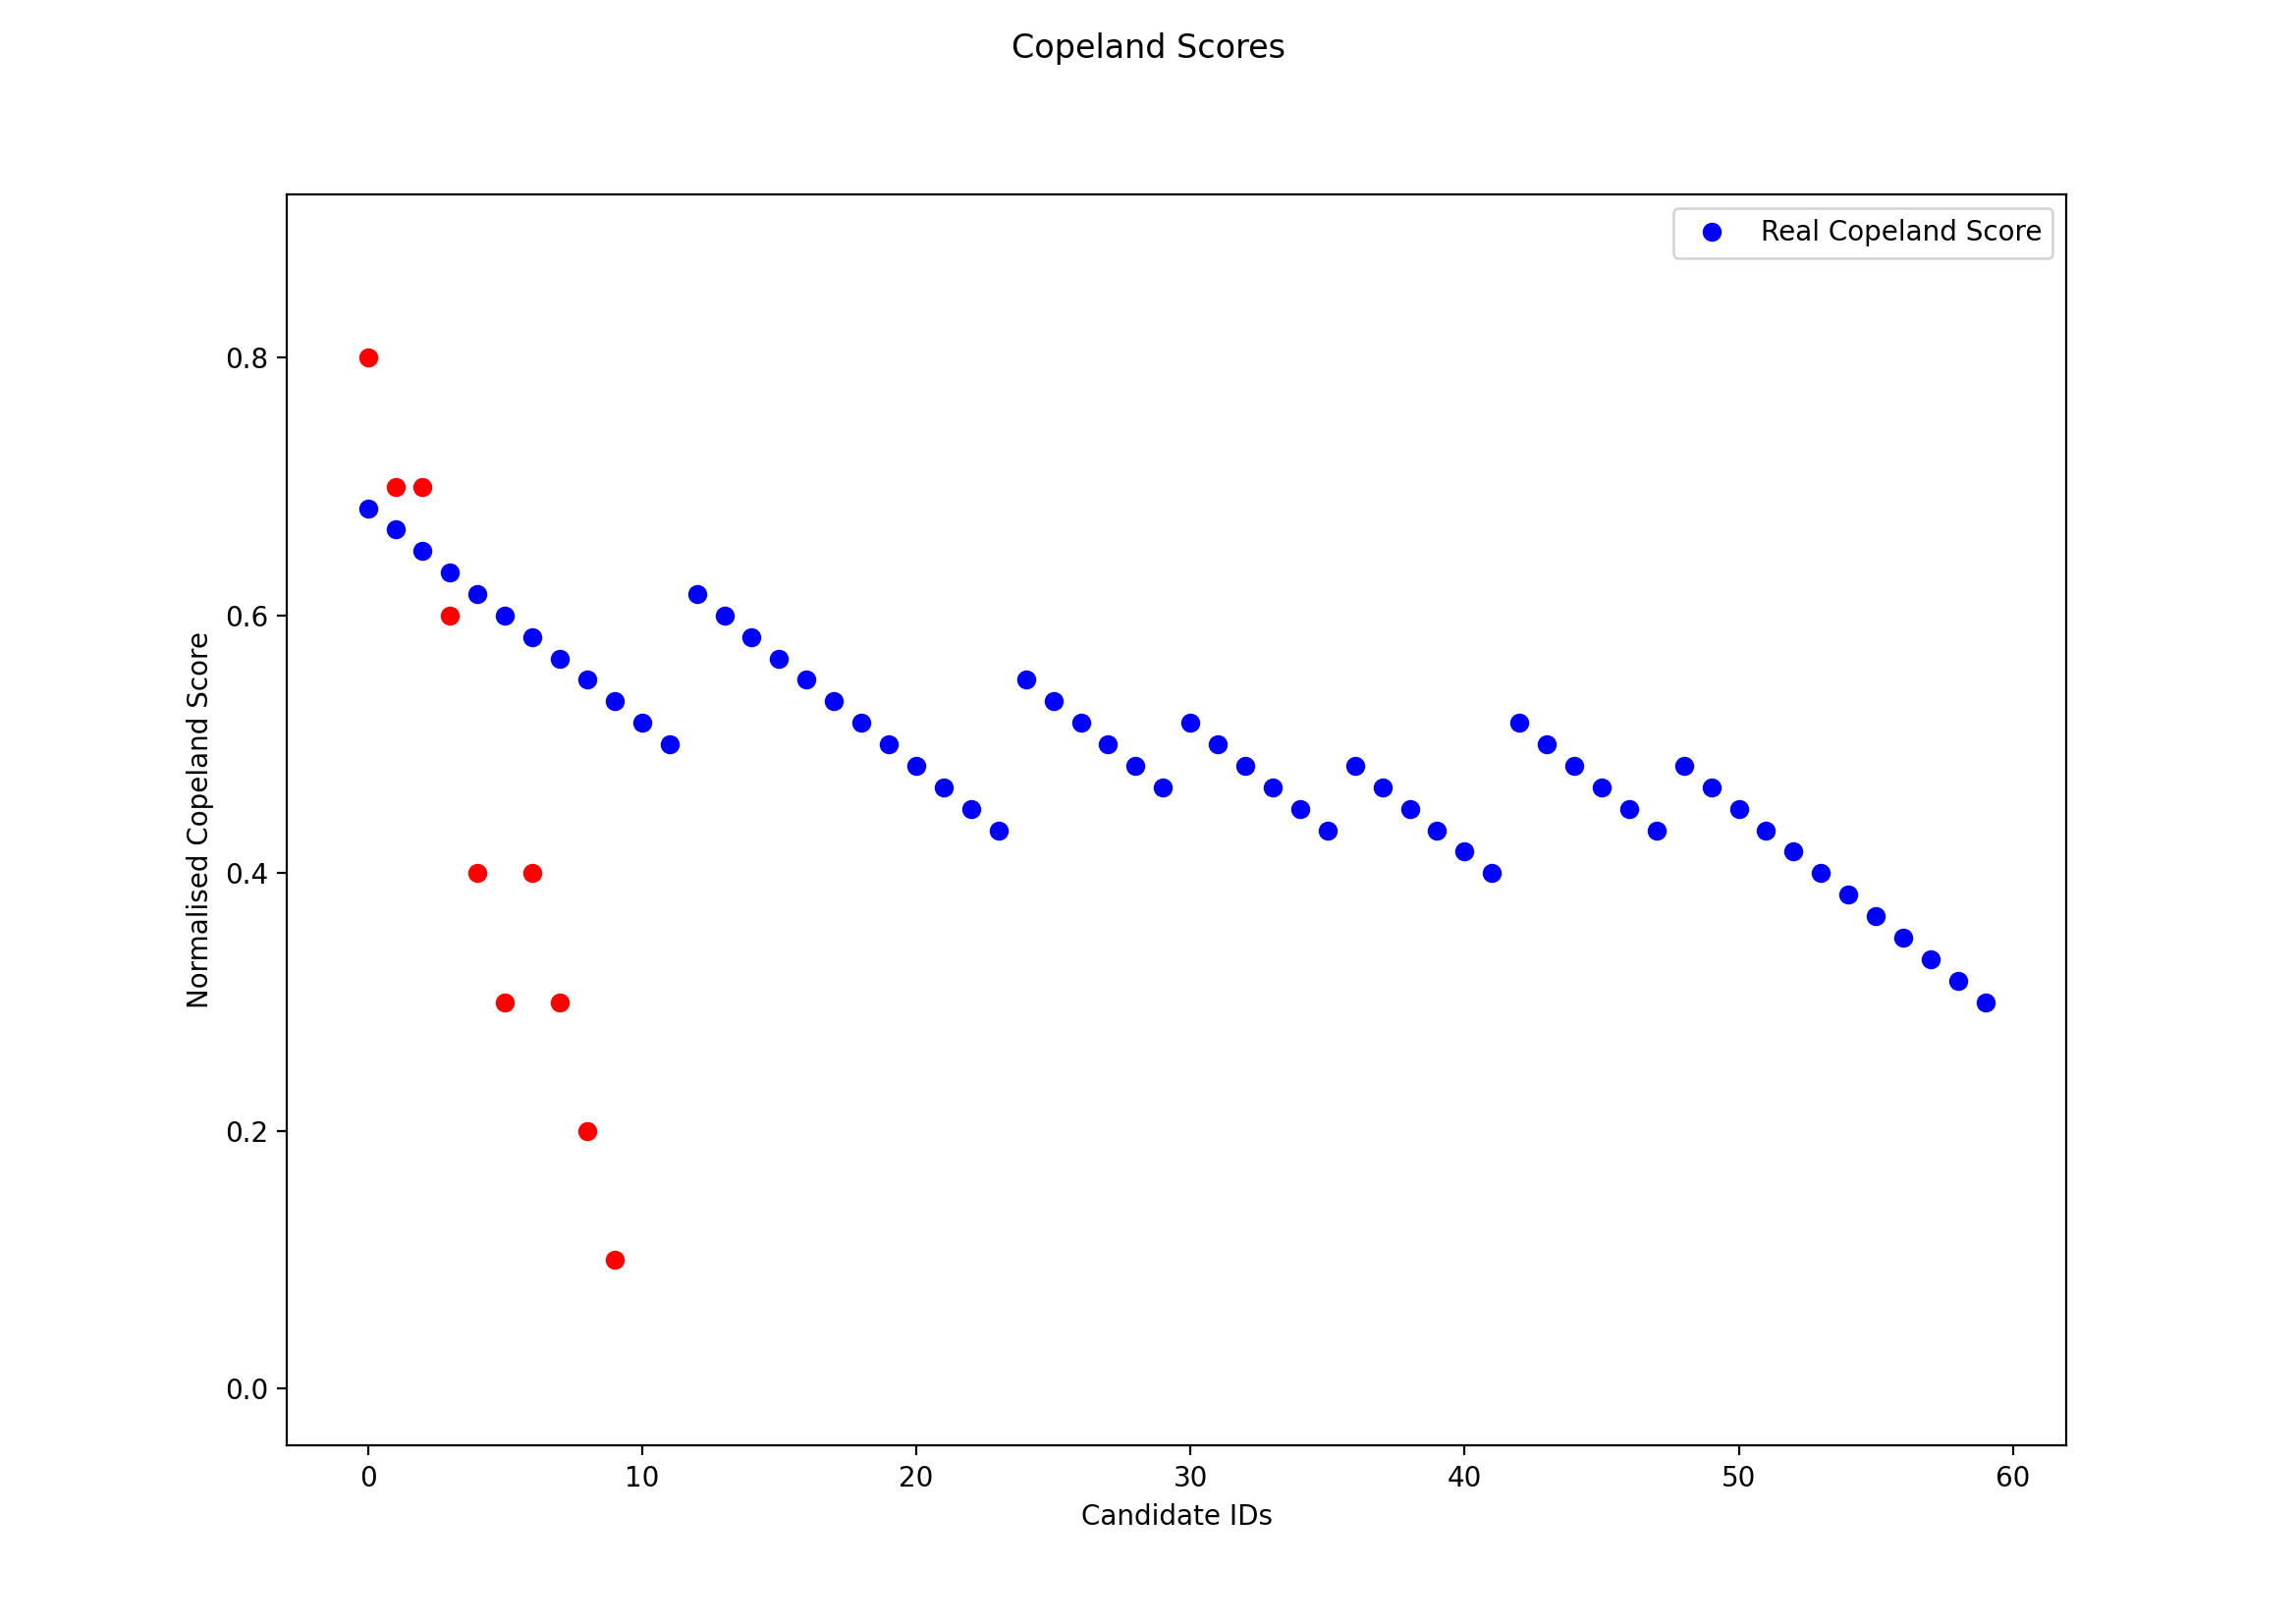 Copeland Scores
Real Copeland Score
Normalised Copeland Score
0.8
0.6
0.4
0.2
0.0
0 10 20 30 40 50 60
Candidate IDs